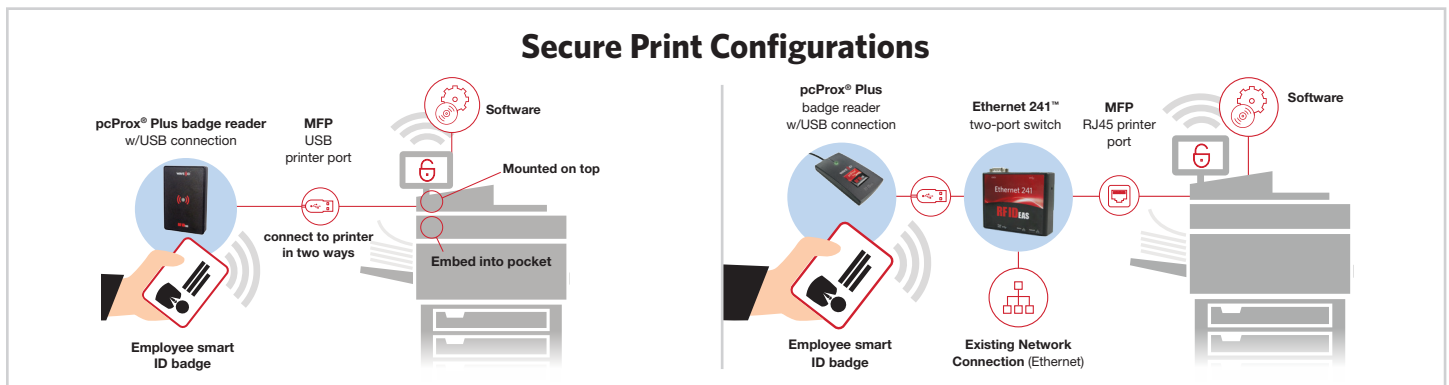 Secure Print Configurations
pcProx® Plus badge reader
w/USB connection
MFP
USB
printer port
Software
Mounted on top
connect to printer
in two ways
Embed into pocket
Employee smart
ID badge
pcProx® Plus
badge reader
w/USB connection
Ethernet 241™
two-port switch
MFP
RJ45 printer
port
Software
Ethernet 241
RFIDEAS
Employee smart
ID badge
Existing Network
Connection (Ethernet)